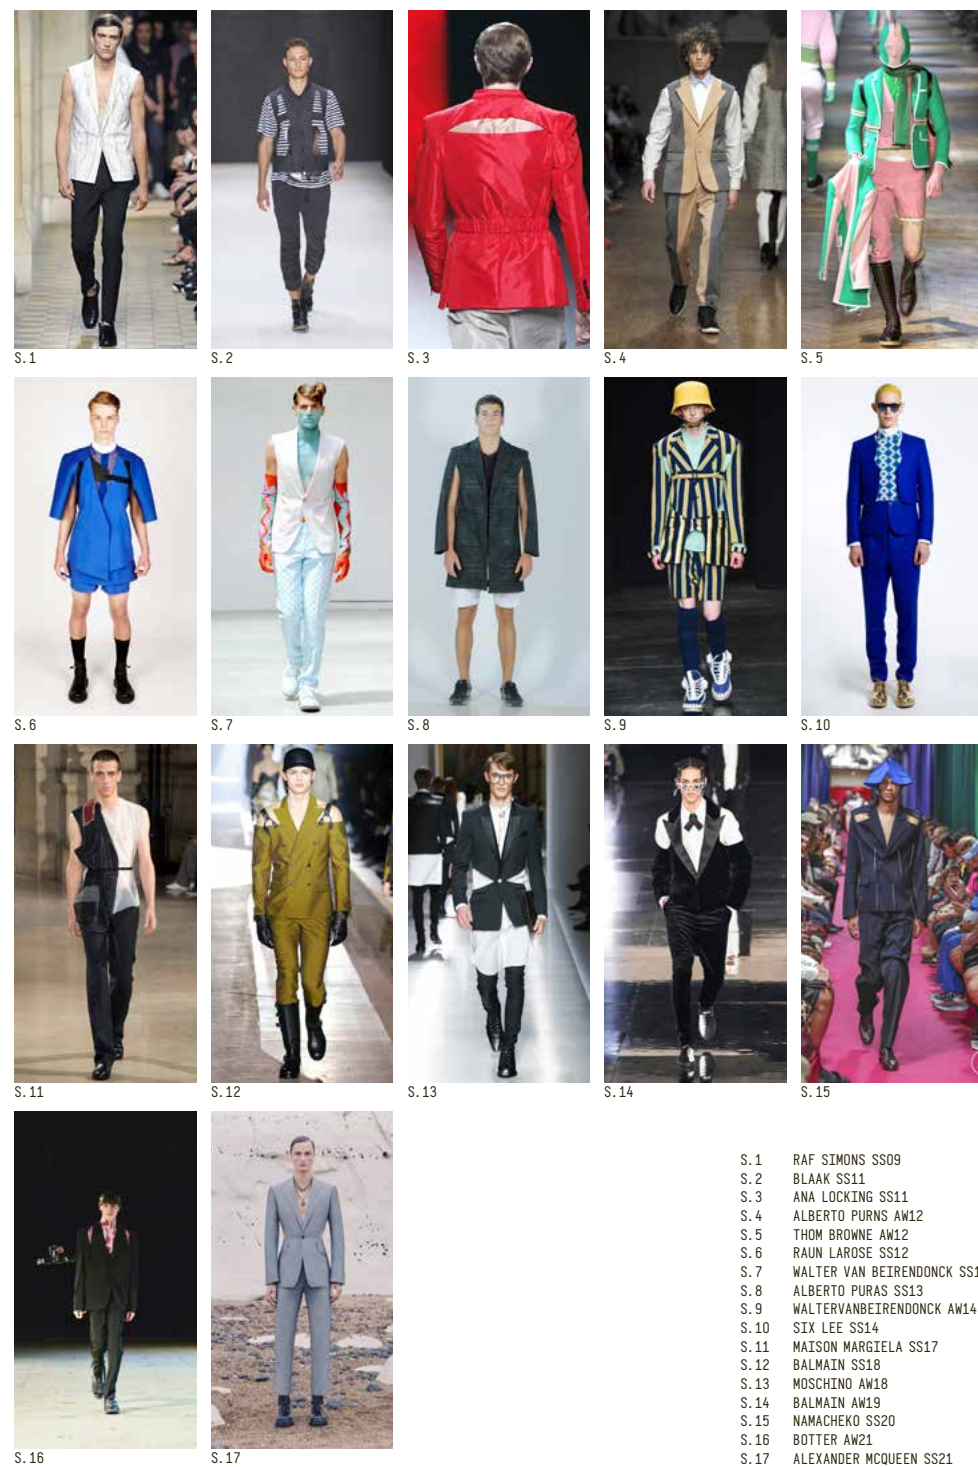 S.1
S.2
S.3
S.4
S.5
S.6
S.7
S.8
S.9
S.10
S.11
S.12
S.13
S.14
S.15
S.16
S.17
S.1 RAF SIMONS SS09
S.2 BLAAK SS11
S.3 ANA LOCKING SS11
S.4 ALBERTO PURNS AW12
S.5 THOM BROWNE AW12
S.6 RAUN LAROSE SS12
S.7 WALTER VAN BEIRENDONCK SS1
S.8 ALBERTO PURAS SS13
S.9 WALTERVANBEIRENDONCK AW14
S.10 SIX LEE SS14
S.11 MAISON MARGIELA SS17
S.12 BALMAIN SS18
S.13 MOSCHINO AW18
S.14 BALMAIN AW19
S.15 NAMACHEKO SS20
S.16 BOTTER AW21
S.17 ALEXANDER MCQUEEN SS21